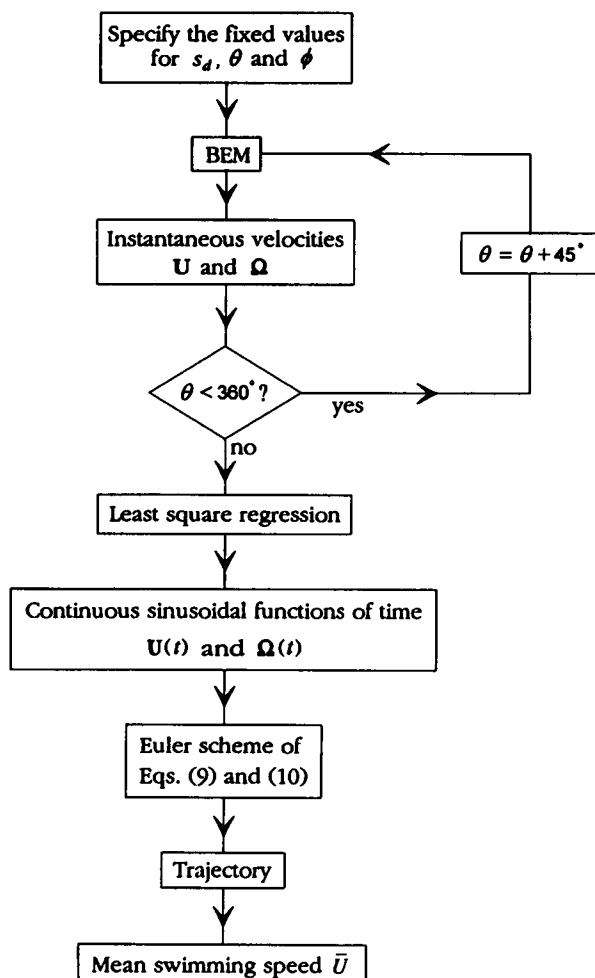 Specify the fixed values
for s_d, θ and ϕ
BEM
Instantaneous velocities
U and Ω
θ = θ + 45°
θ < 360° ?
yes
no
Least square regression
Continuous sinusoidal functions of time
U(t) and Ω(t)
Euler scheme of
Eqs. (9) and (10)
Trajectory
Mean swimming speed Ū